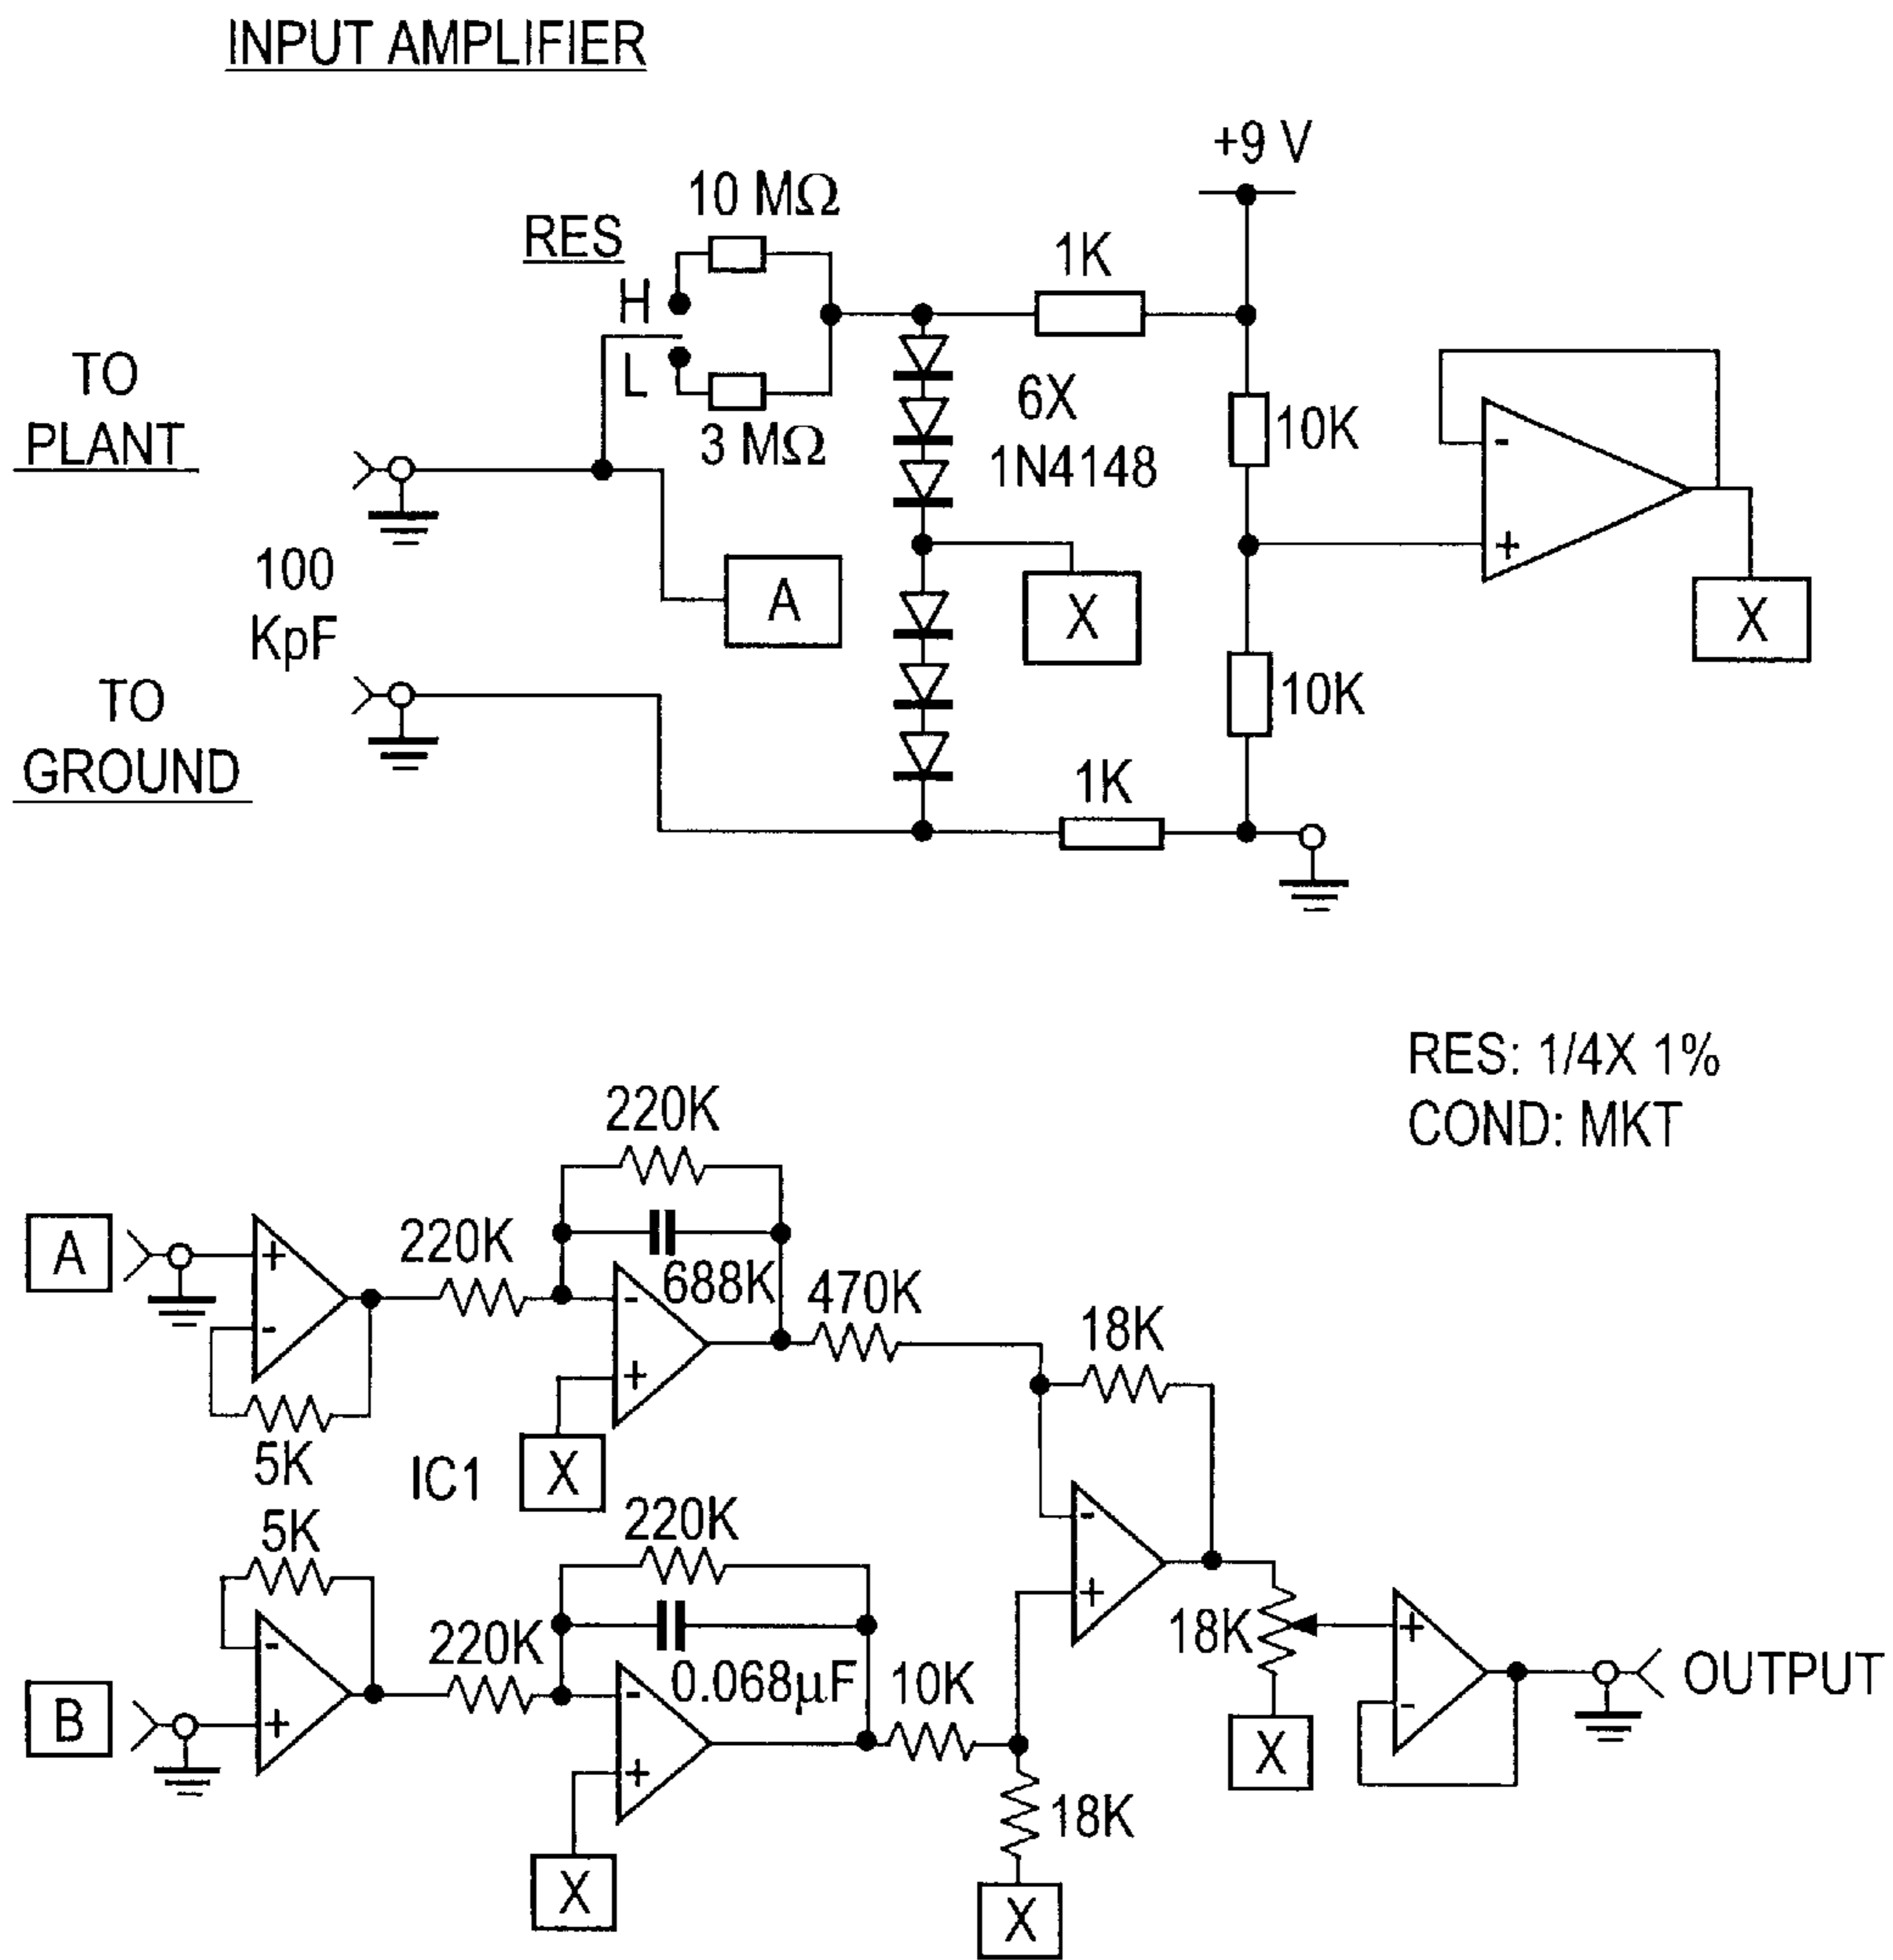 INPUT AMPLIFIER
+9 V
10 MΩ
RES
1K
H
L
TO
PLANT
3 MΩ
6X
1N4148
10K
-
+
100
KpF
A
X
X
TO
GROUND
10K
1K
RES: 1/4X 1%
COND: MKT
220K
A
+
-
220K
688K
-
+
470K
18K
5K
IC1
X
5K
220K
-
+
B
-
+
220K
0.068µF
-
+
10K
18K
+
-
OUTPUT
X
18K
X
X